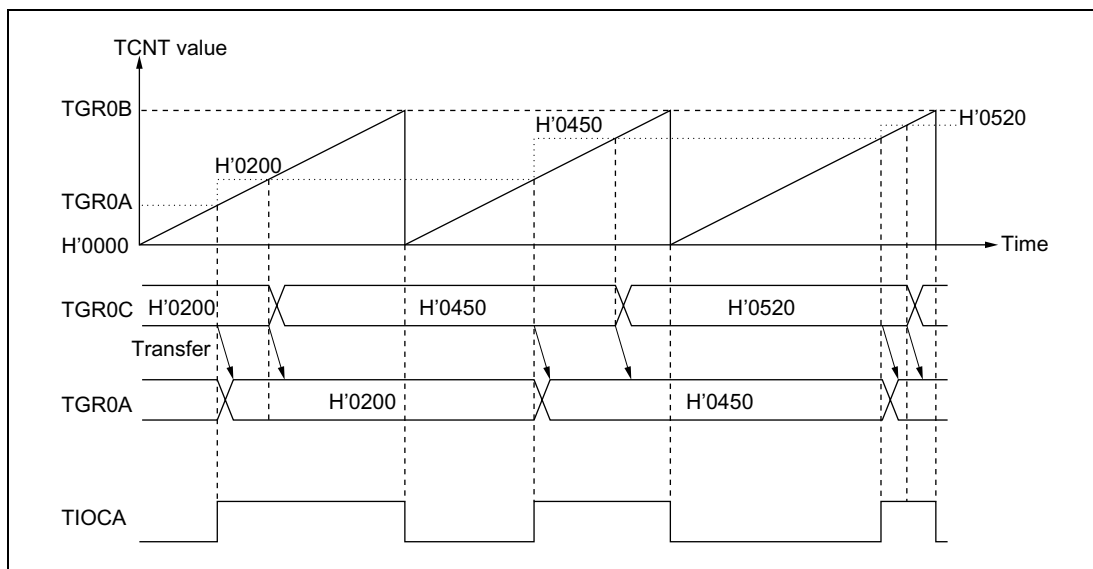 TCNT value
TGR0B
H'0520
H'0450
H'0200
TGR0A
H'0000
Time
TGR0C
H'0200
H'0450
H'0520
Transfer
TGR0A
H'0200
H'0450
TIOCA